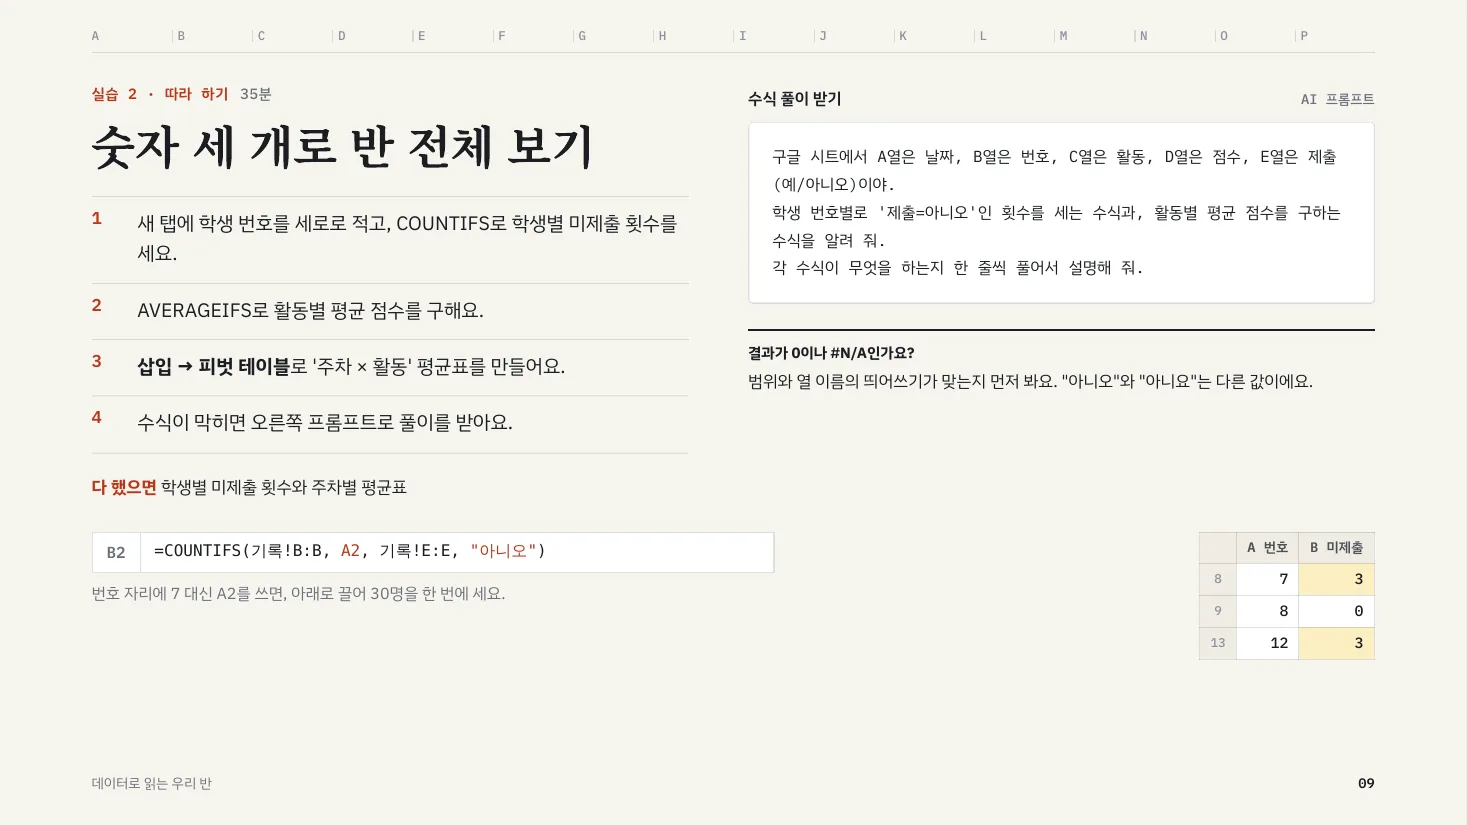 A B C D E F G H I J K L M N O P
실습 2 · 따라 하기 35분
숫자 세 개로 반 전체 보기
1 새 탭에 학생 번호를 세로로 적고, COUNTIFS로 학생별 미제출 횟수를
세요.
2 AVERAGEIFS로 활동별 평균 점수를 구해요.
3 삽입 → 피벗 테이블로 '주차 × 활동' 평균표를 만들어요.
4 수식이 막히면 오른쪽 프롬프트로 풀이를 받아요.
다 했으면 학생별 미제출 횟수와 주차별 평균표
수식 풀이 받기 AI 프롬프트
구글 시트에서 A열은 날짜, B열은 번호, C열은 활동, D열은 점수, E열은 제출
(예/아니오)이야.
학생 번호별로 '제출=아니오'인 횟수를 세는 수식과, 활동별 평균 점수를 구하는
수식을 알려 줘.
각 수식이 무엇을 하는지 한 줄씩 풀어서 설명해 줘.
결과가 0이나 #N/A인가요?
범위와 열 이름의 띄어쓰기가 맞는지 먼저 봐요. "아니오"와 "아니요"는 다른 값이에요.
B2 =COUNTIFS(기록!B:B, A2, 기록!E:E, "아니오")
번호 자리에 7 대신 A2를 쓰면, 아래로 끌어 30명을 한 번에 세요.
A 번호 B 미제출
8 7 3
9 8 0
13 12 3
데이터로 읽는 우리 반
09